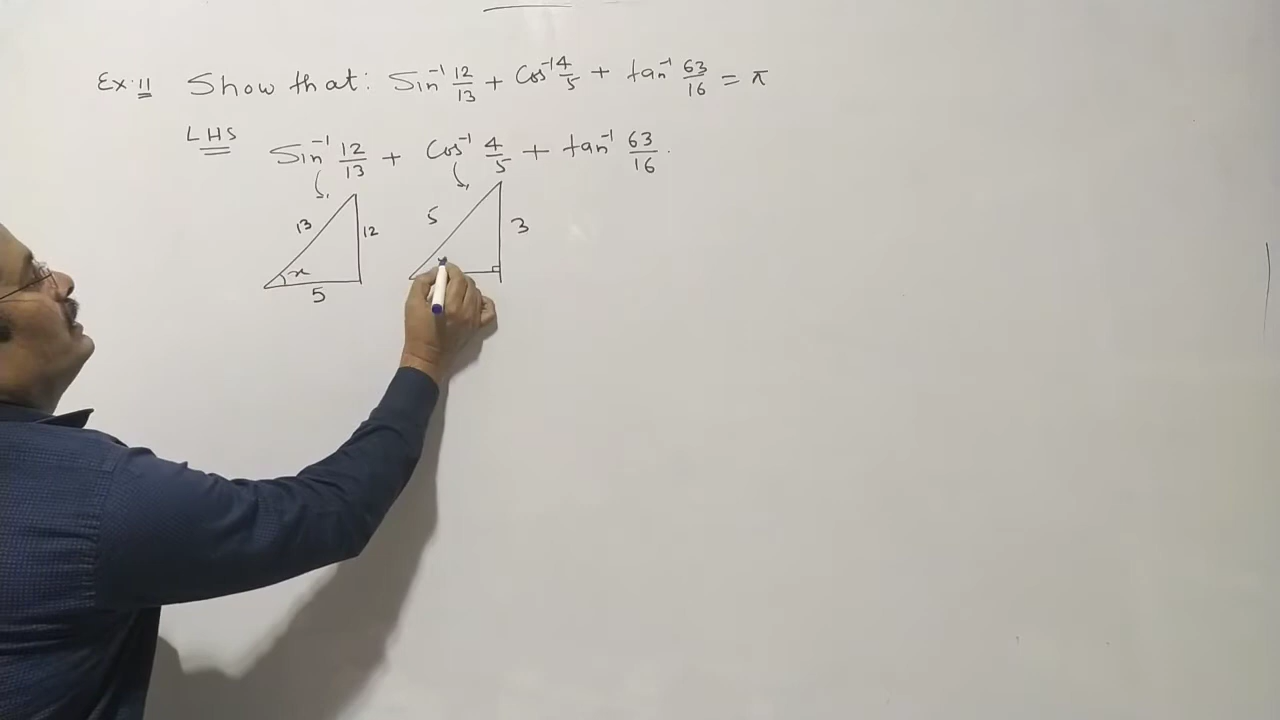 Ex. 11 Show that: Sin⁻¹ 12/13 + Cos⁻¹ 4/5 + tan⁻¹ 63/16 = π
LHS
Sin⁻¹ 12/13 + Cos⁻¹ 4/5 + tan⁻¹ 63/16.
13 12 x 5
5 3